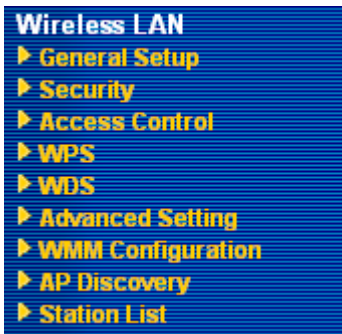 Wireless LAN
General Setup
Security
Access Control
WPS
WDS
Advanced Setting
WMM Configuration
AP Discovery
Station List